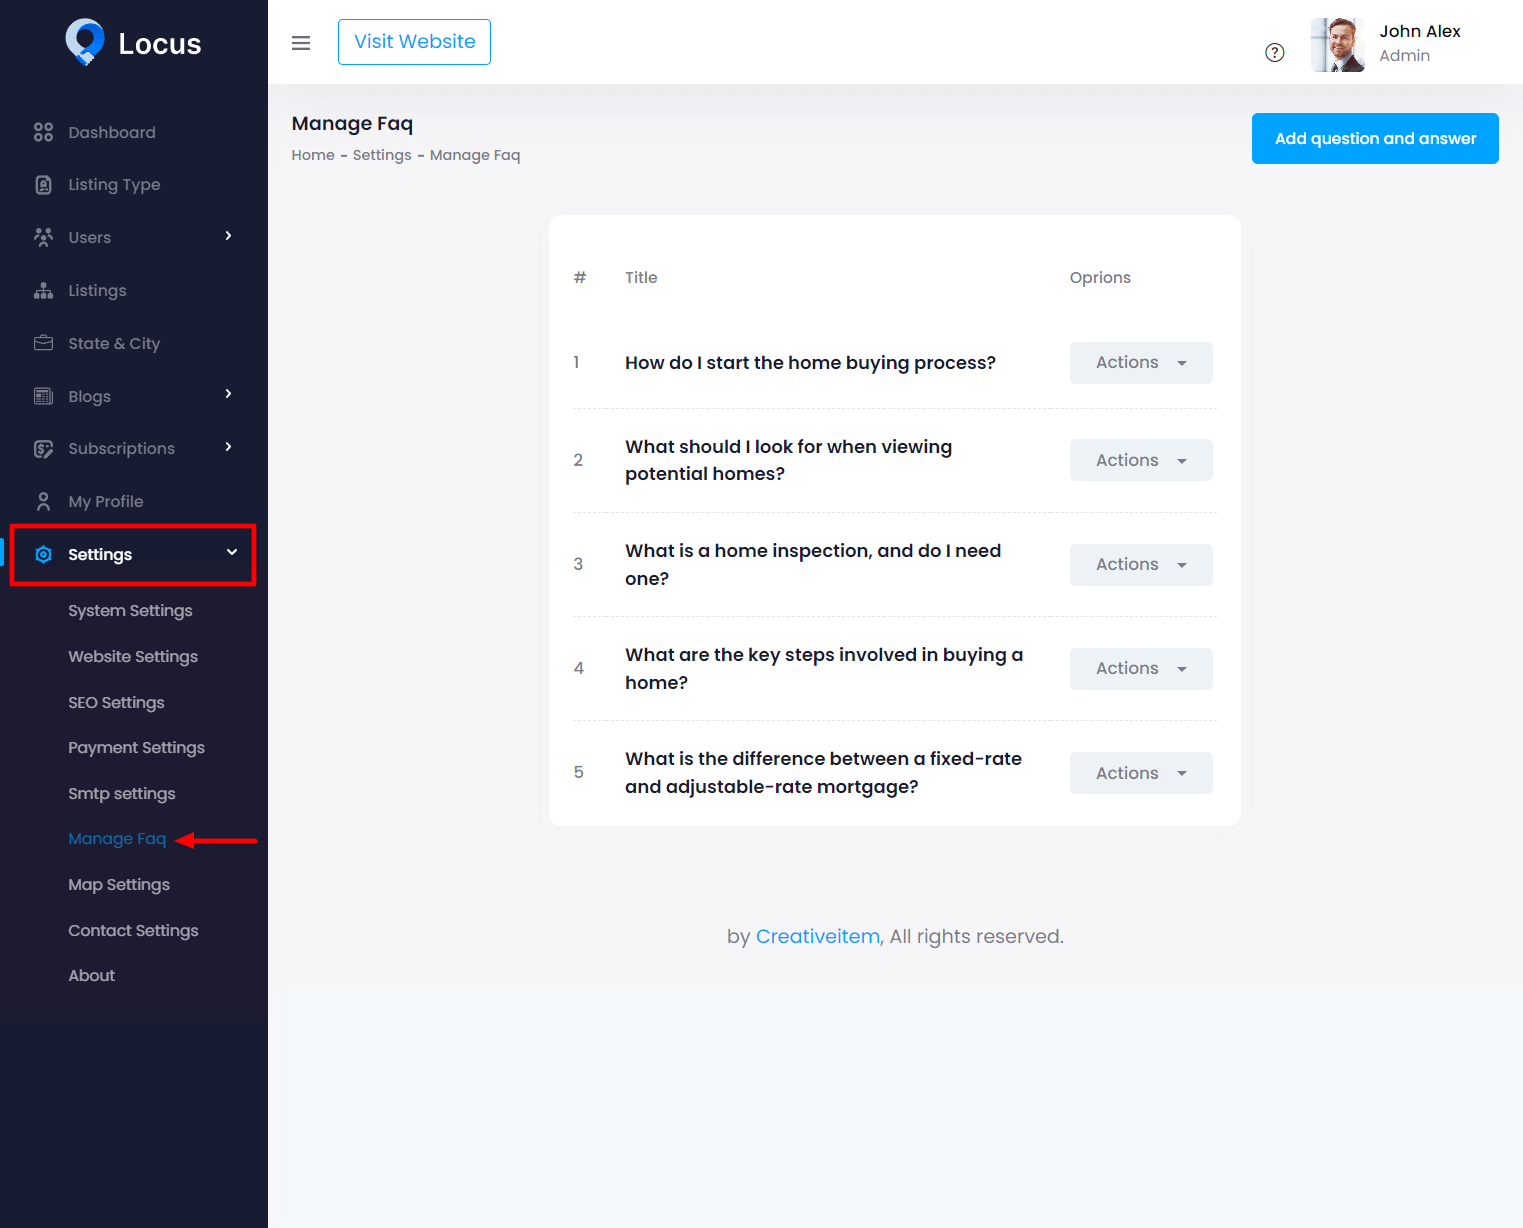 Locus
Visit Website
John Alex
Admin
Dashboard
Listing Type
Users
Listings
State & City
Blogs
Subscriptions
My Profile
Settings
System Settings
Website Settings
SEO Settings
Payment Settings
Smtp settings
Manage Faq
Map Settings
Contact Settings
About
Manage Faq
Home - Settings - Manage Faq
Add question and answer
# Title Oprions
1 How do I start the home buying process? Actions
2 What should I look for when viewing
potential homes? Actions
3 What is a home inspection, and do I need
one? Actions
4 What are the key steps involved in buying a
home? Actions
5 What is the difference between a fixed-rate
and adjustable-rate mortgage? Actions
by Creativeitem, All rights reserved.